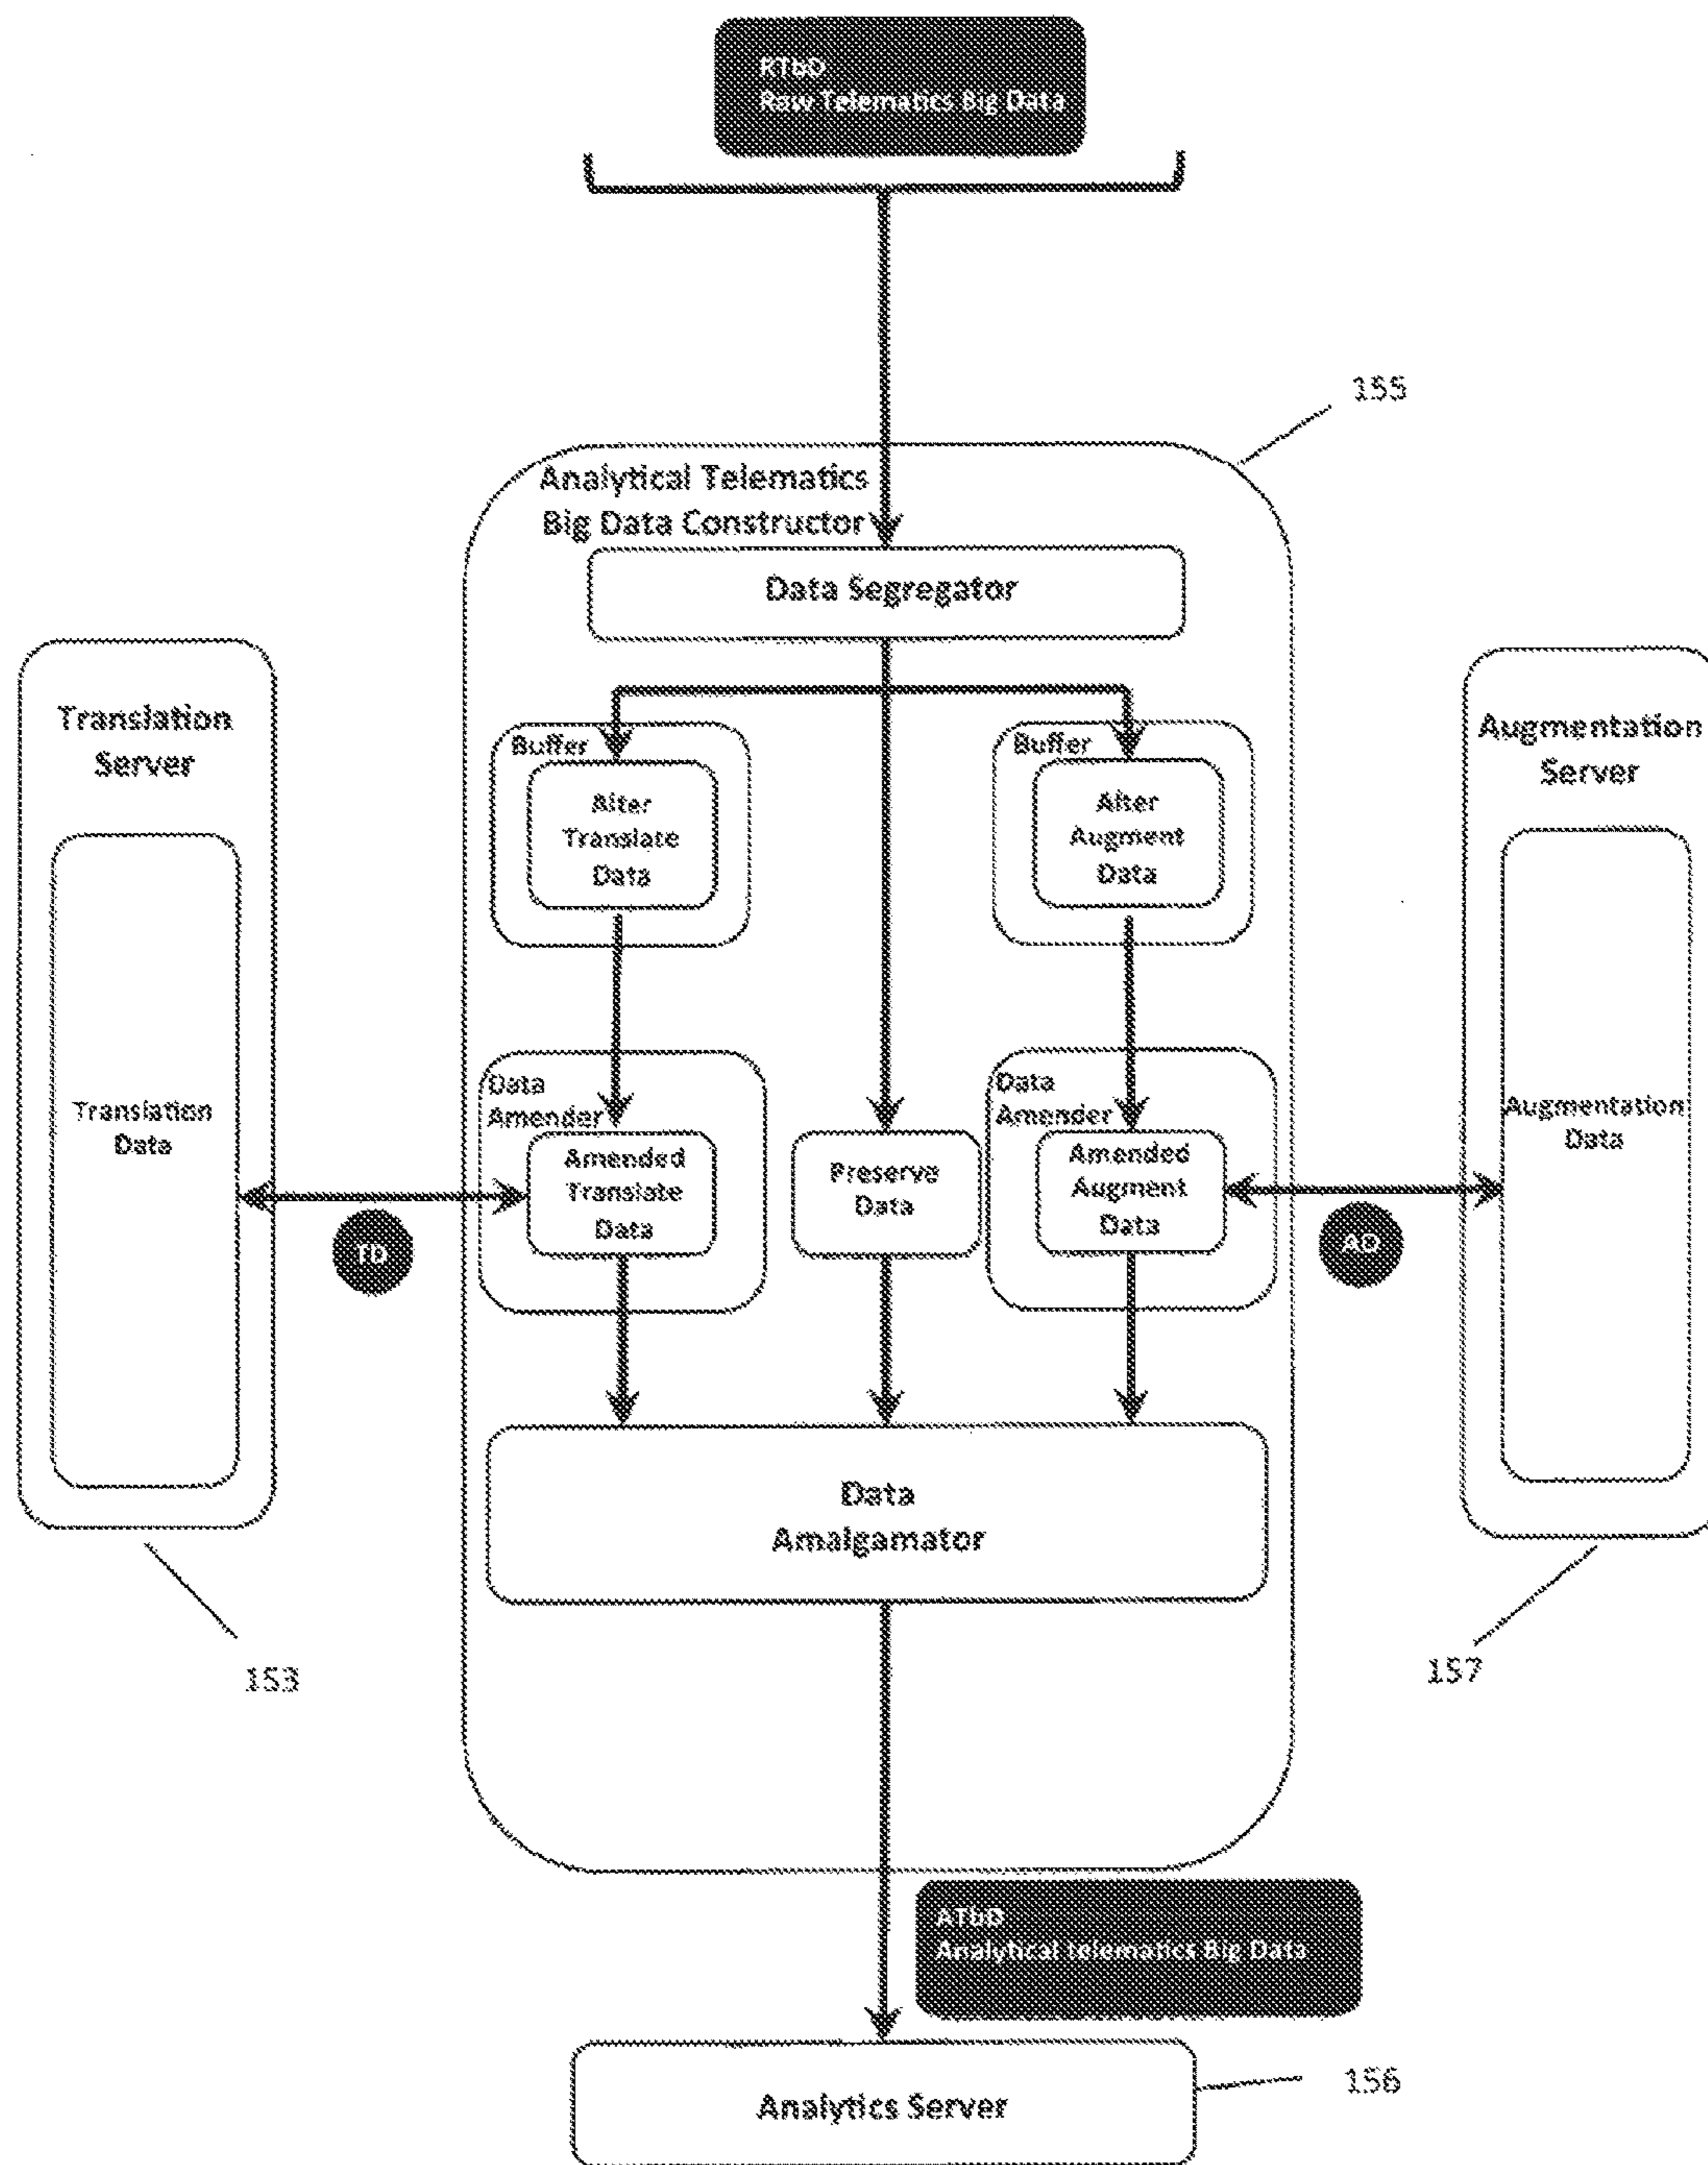 RTbD
Raw Telematics Big Data
155
Analytical Telematics
Big Data Constructor
Data Segregator
Translation
Server
Augmentation
Server
Buffer
Alter
Translate
Data
Buffer
Alter
Augment
Data
Translation
Data
Data
Amender
Amended
Translate
Data
Preserve
Data
Data
Amender
Amended
Augment
Data
Augmentation
Data
TD
AD
Data
Amalgamator
153
157
ATbD
Analytical telematics Big Data
Analytics Server
156